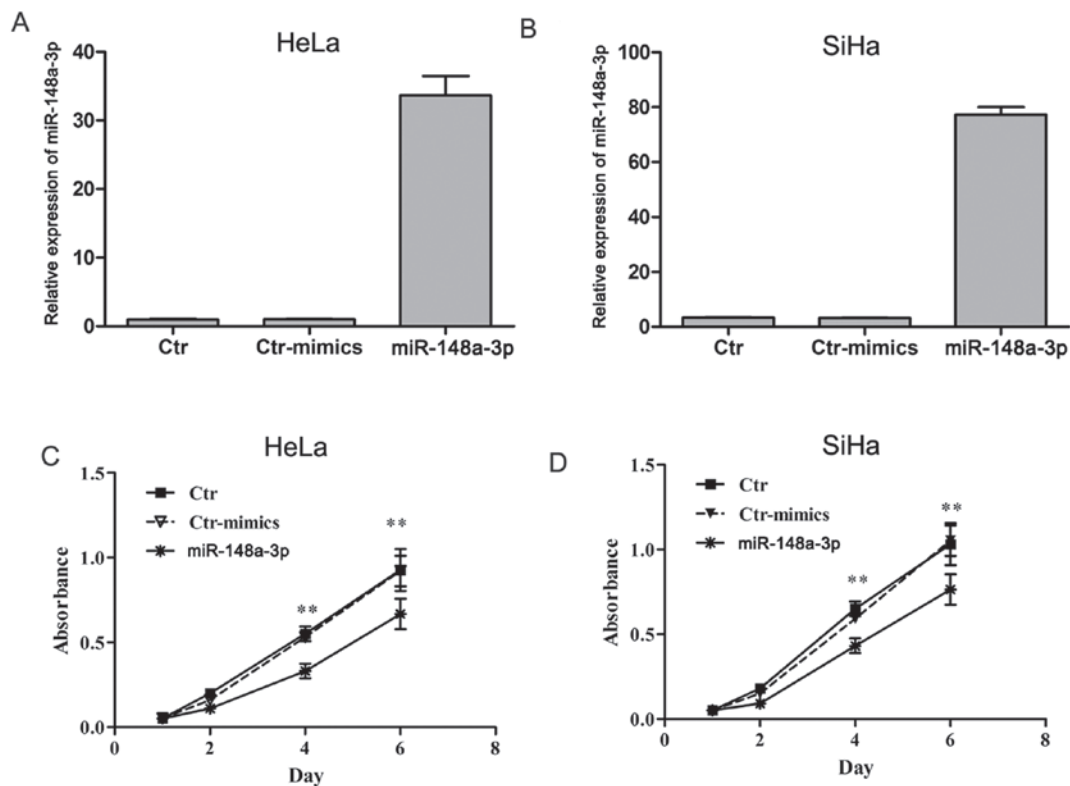 A
HeLa
Relative expression of miR-148a-3p
40
30
20
10
0
Ctr
Ctr-mimics
miR-148a-3p
B
SiHa
Relative expression of miR-148a-3p
100
80
60
40
20
0
Ctr
Ctr-mimics
miR-148a-3p
C
HeLa
Absorbance
1.5
1.0
0.5
0.0
Ctr
Ctr-mimics
miR-148a-3p
**
**
0
2
4
6
8
Day
D
SiHa
Absorbance
1.5
1.0
0.5
0.0
Ctr
Ctr-mimics
miR-148a-3p
**
**
0
2
4
6
8
Day